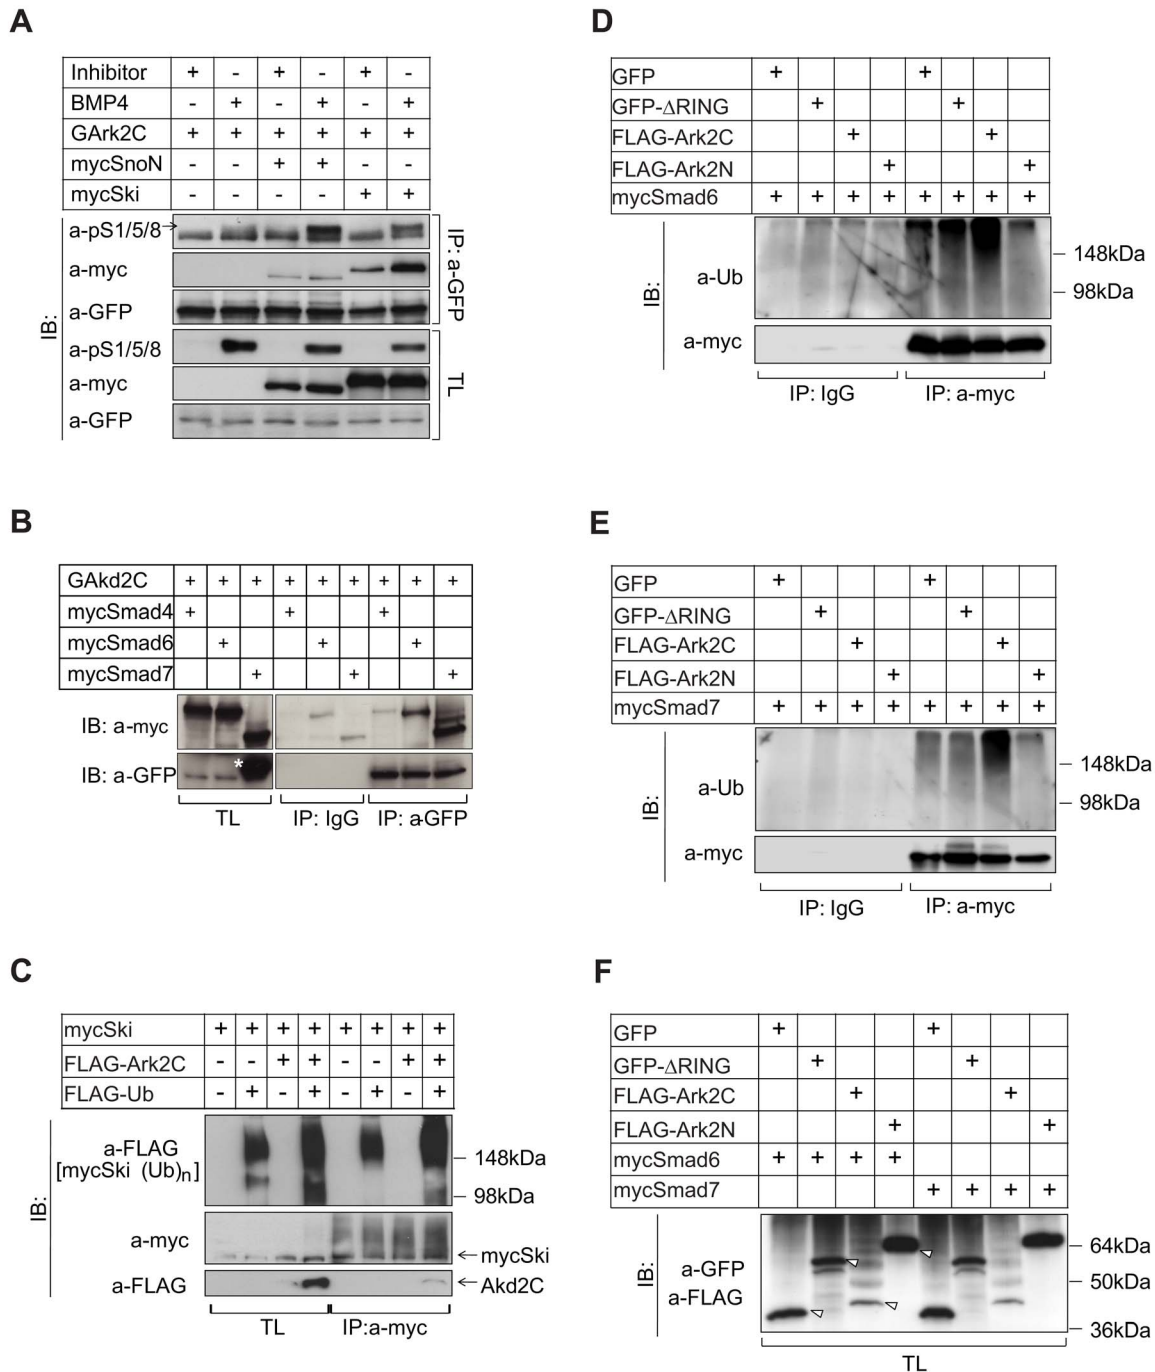 A
Inhibitor + - + - + -
BMP4 - + - + - +
GArk2C + + + + + +
mycSnoN - - + + - -
mycSki - - - - + +
a-pS1/5/8
a-myc
a-GFP
IP: a-GFP
a-pS1/5/8
a-myc
a-GFP
TL
IB:
B
GAkd2C + + + + + + + + +
mycSmad4 + + +
mycSmad6 + + +
mycSmad7 + + +
IB: a-myc
IB: a-GFP *
TL IP: IgG IP: a-GFP
C
mycSki + + + + + + + +
FLAG-Ark2C - - + + - - + +
FLAG-Ub - + - + - + - +
a-FLAG
[mycSki (Ub)n]
148kDa
98kDa
a-myc
mycSki
a-FLAG
Akd2C
IB:
TL IP:a-myc
D
GFP + +
GFP-ΔRING + +
FLAG-Ark2C + +
FLAG-Ark2N + +
mycSmad6 + + + + + + + +
a-Ub
148kDa
98kDa
a-myc
IB:
IP: IgG IP: a-myc
E
GFP + +
GFP-ΔRING + +
FLAG-Ark2C + +
FLAG-Ark2N + +
mycSmad7 + + + + + + + +
a-Ub
148kDa
98kDa
a-myc
IB:
IP: IgG IP: a-myc
F
GFP + +
GFP-ΔRING + +
FLAG-Ark2C + +
FLAG-Ark2N + +
mycSmad6 + + + +
mycSmad7 + + + +
64kDa
a-GFP
50kDa
a-FLAG
36kDa
IB:
TL